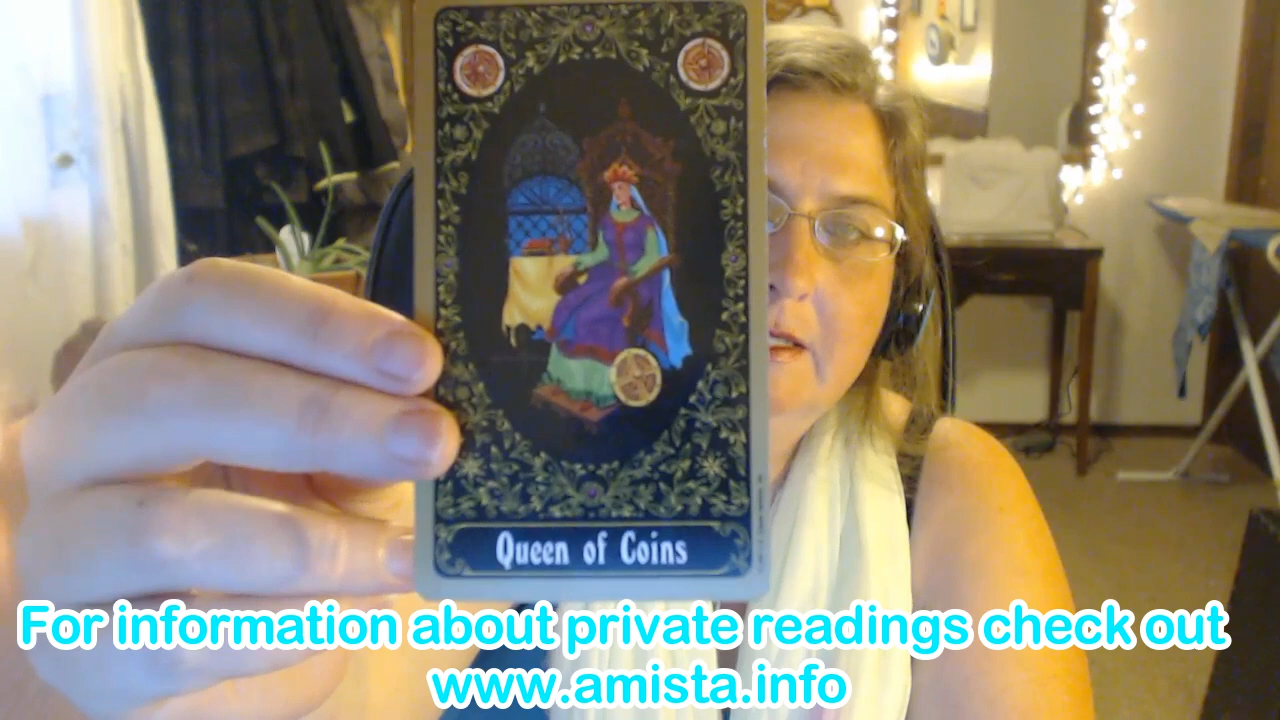 Queen of Coins
For information about private readings check out
www.amista.info